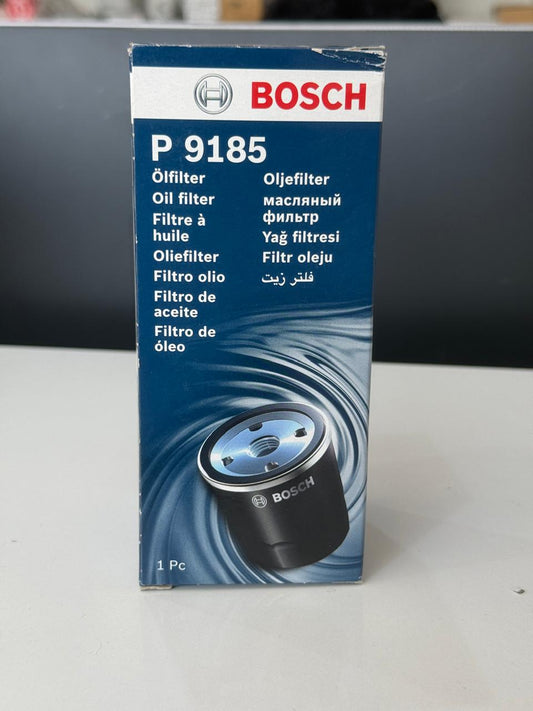 BOSCH
P 9185
Ölfilter
Oil filter
Filtre à
huile
Oliefilter
Filtro olio
Filtro de
aceite
Filtro de
óleo
Oljefilter
масляный
фильтр
Yağ filtresi
Filtr oleju
فلتر زيت
BOSCH
1 Pc